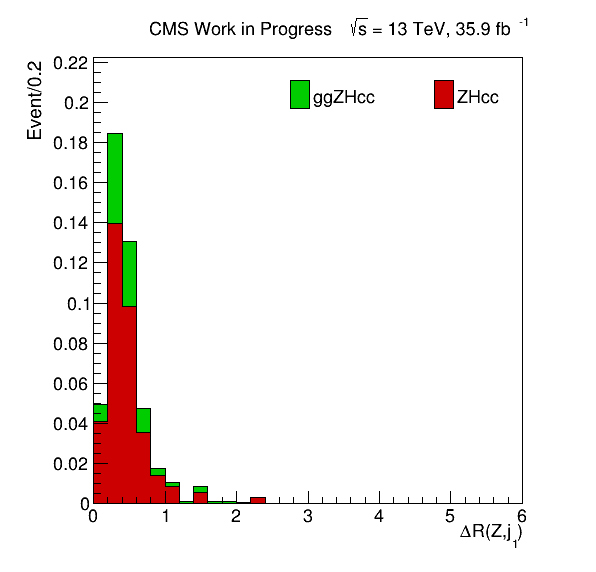 CMS Work in Progress √s = 13 TeV, 35.9 fb -1
Event/0.2
0.22
0.2
0.18
0.16
0.14
0.12
0.1
0.08
0.06
0.04
0.02
0
ggZHcc ZHcc
0 1 2 3 4 5 6
ΔR(Z,j1)